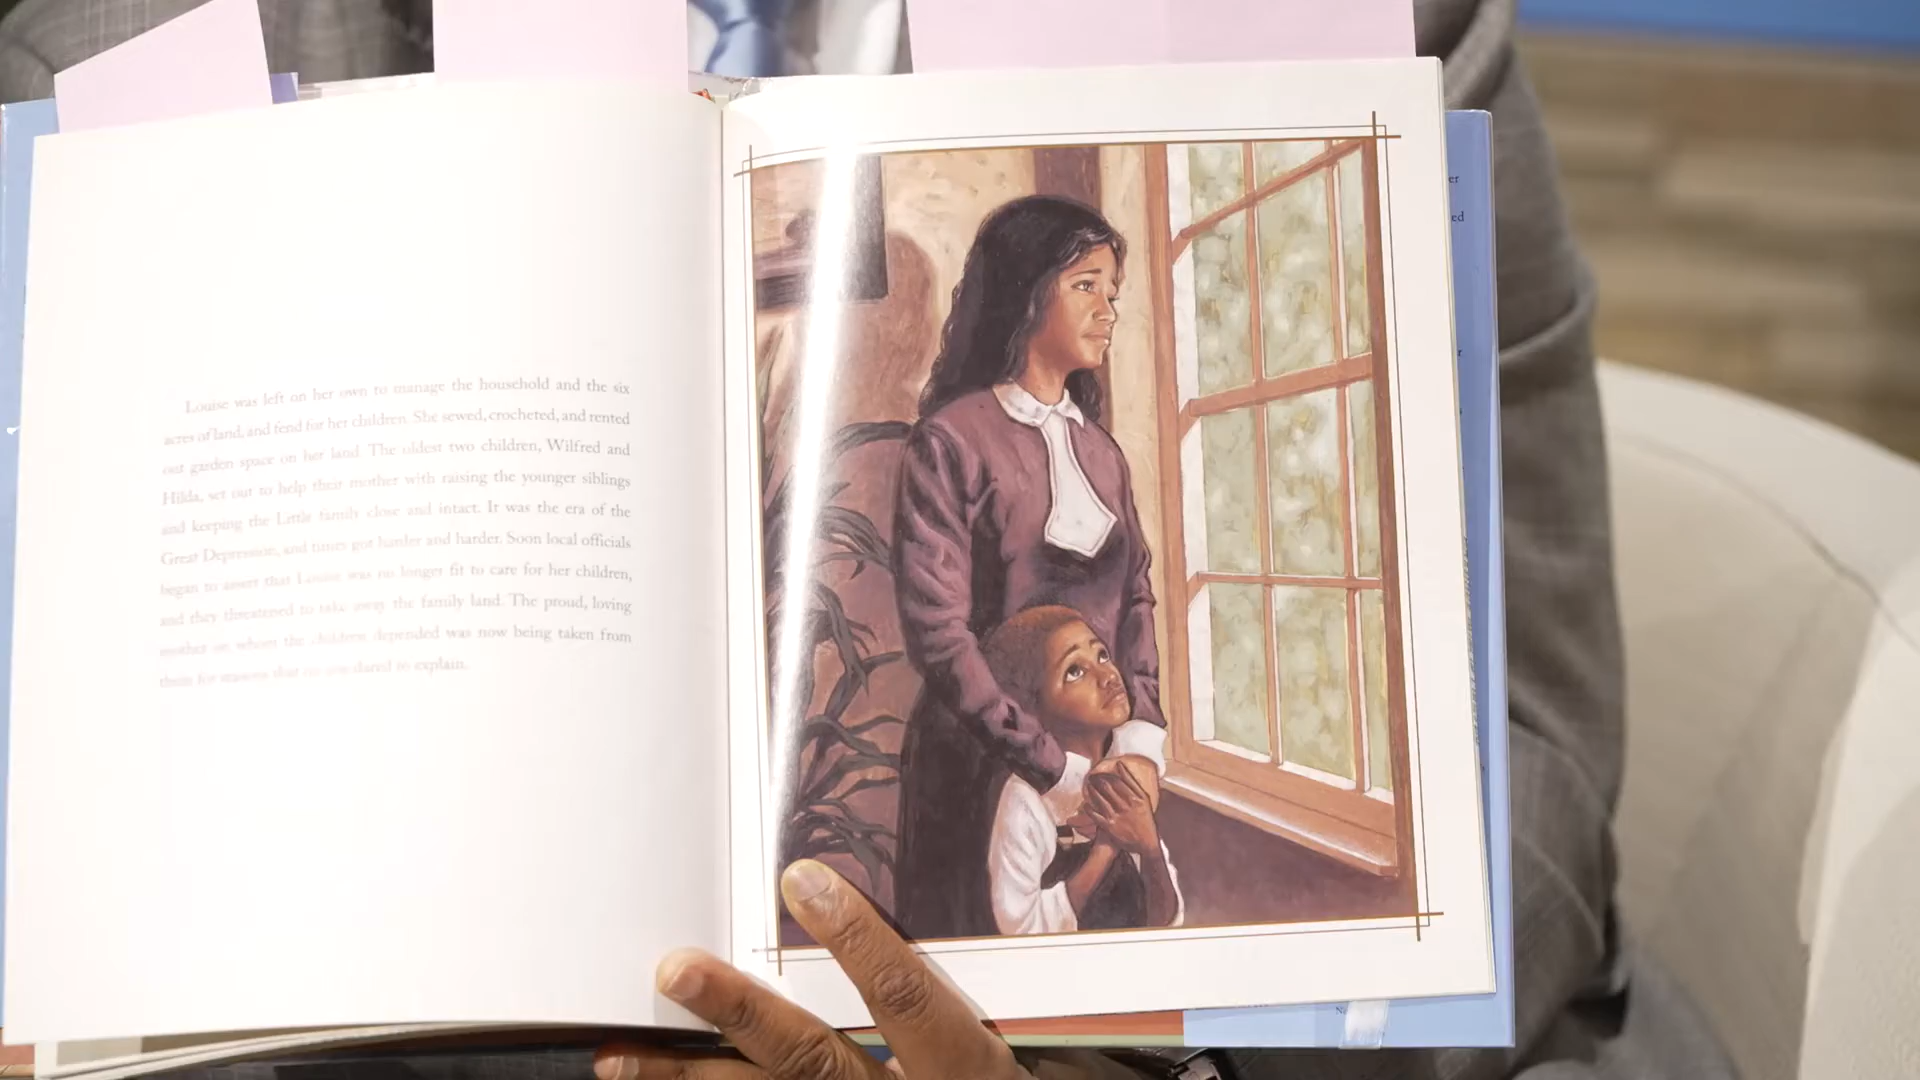 Louise was left on her own to manage the household and the six
acres of land, and fend for her children. She sewed, crocheted, and rented
out garden space on her land. The oldest two children, Wilfred and
Hilda, set out to help their mother with raising the younger siblings
and keeping the Little family close and intact. It was the era of the
Great Depression, and times got harder and harder. Soon local officials
began to assert that Louise was no longer fit to care for her children,
and they threatened to take away the family land. The proud, loving
mother on whom the children depended was now being taken from
them for reasons that no one dared to explain.
er
ed